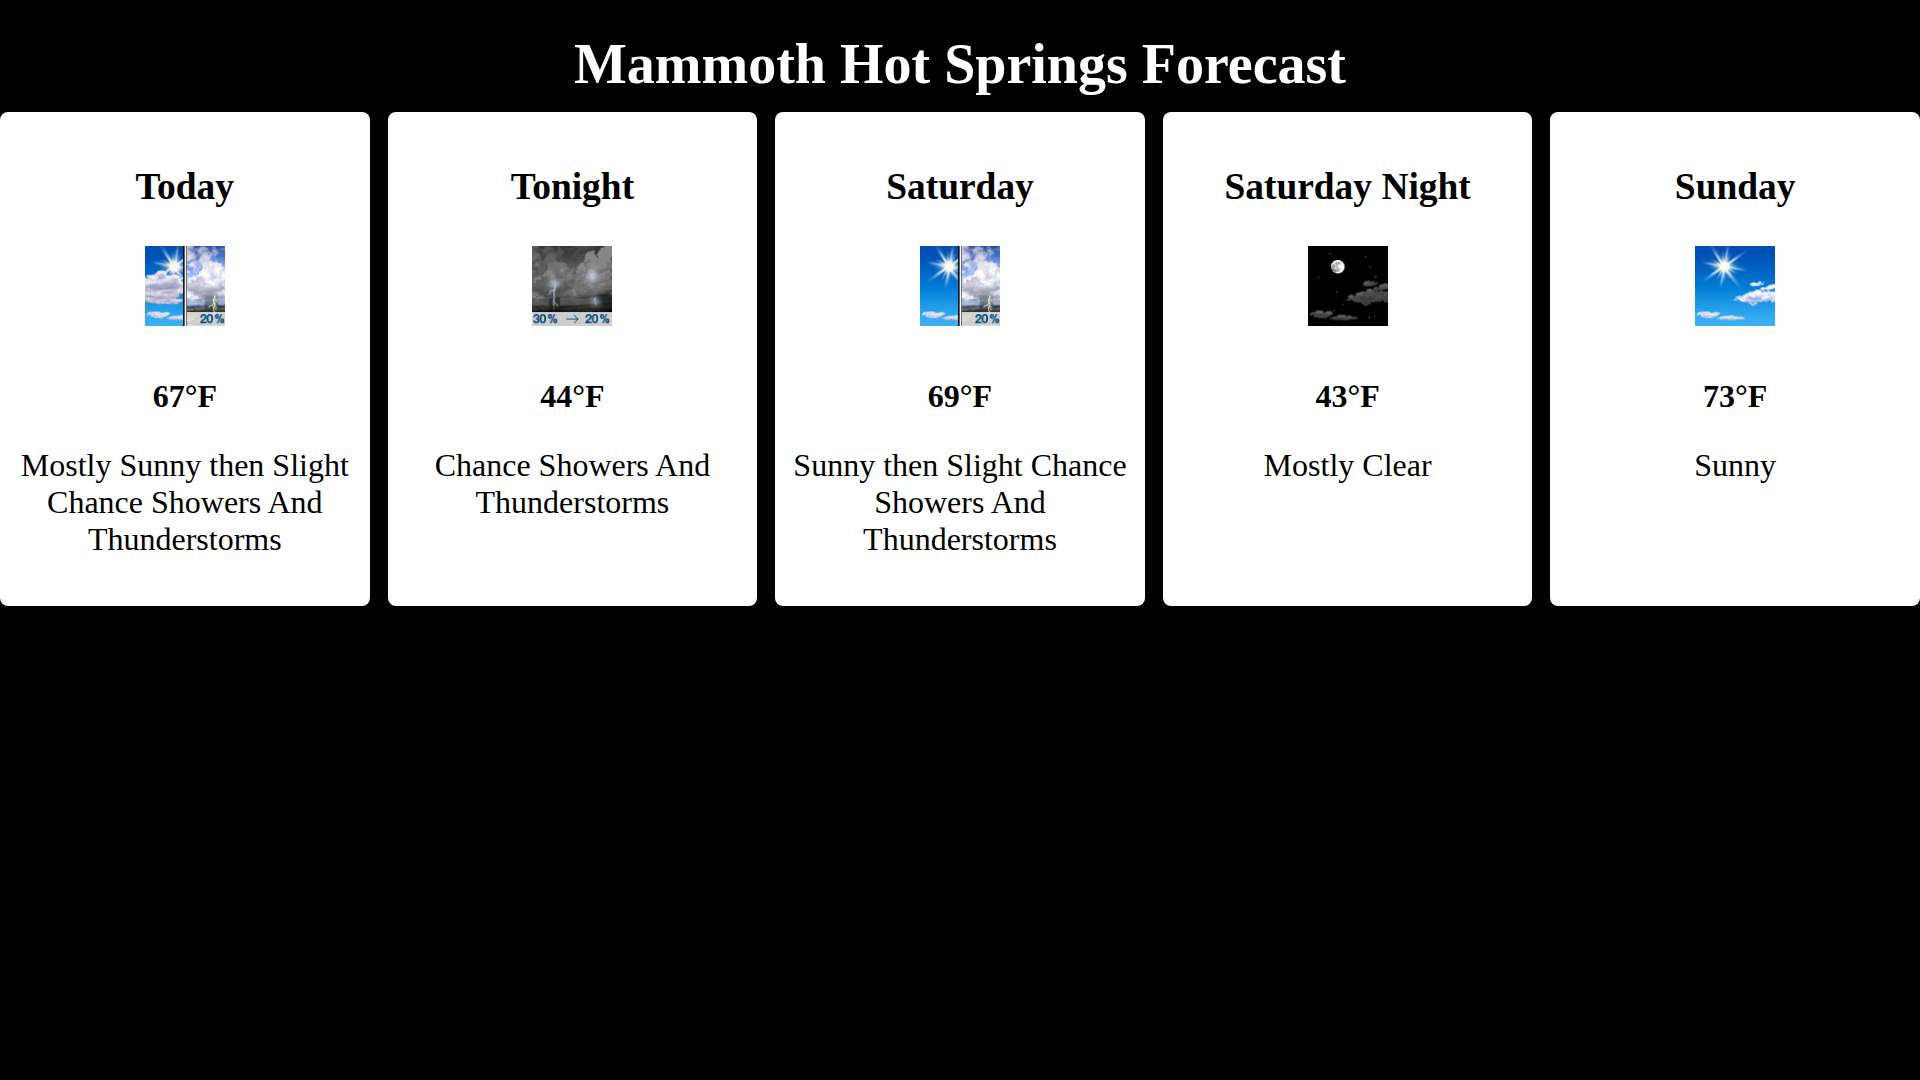 Mammoth Hot Springs Forecast
Today
20%
67°F
Mostly Sunny then Slight
Chance Showers And
Thunderstorms
Tonight
30% → 20%
44°F
Chance Showers And
Thunderstorms
Saturday
20%
69°F
Sunny then Slight Chance
Showers And
Thunderstorms
Saturday Night
43°F
Mostly Clear
Sunday
73°F
Sunny